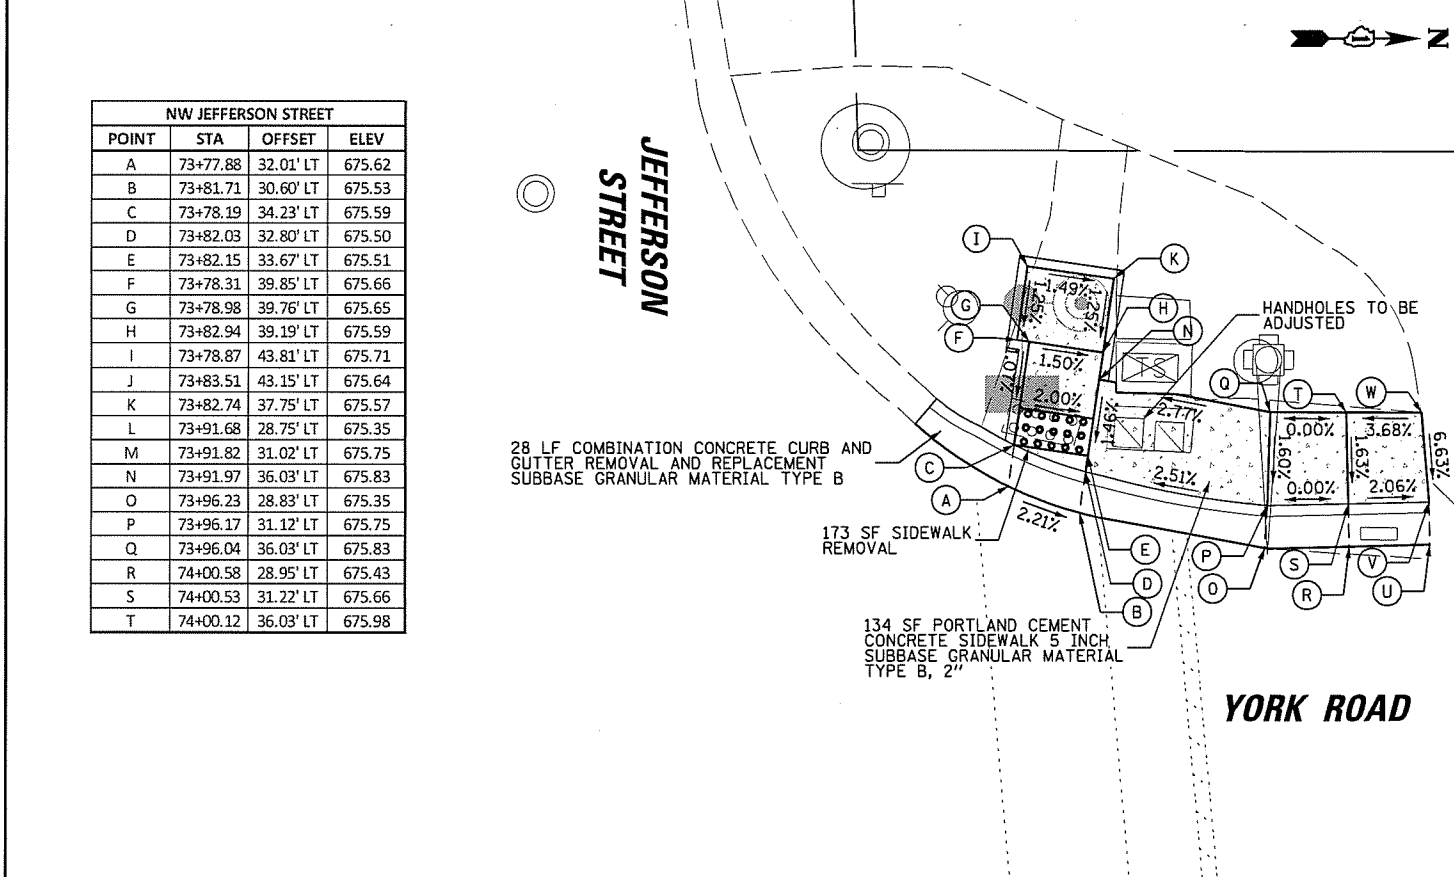 NW JEFFERSON STREET
POINT STA OFFSET ELEV
A 73+77.88 32.01' LT 675.62
B 73+81.71 30.60' LT 675.53
C 73+78.19 34.23' LT 675.59
D 73+82.03 32.80' LT 675.50
E 73+82.15 33.67' LT 675.51
F 73+78.31 39.85' LT 675.66
G 73+78.98 39.76' LT 675.65
H 73+82.94 39.19' LT 675.59
I 73+78.87 43.81' LT 675.71
J 73+83.51 43.15' LT 675.64
K 73+82.74 37.75' LT 675.57
L 73+91.68 28.75' LT 675.35
M 73+91.82 31.02' LT 675.75
N 73+91.97 36.03' LT 675.83
O 73+96.23 28.83' LT 675.35
P 73+96.17 31.12' LT 675.75
Q 73+96.04 36.03' LT 675.83
R 74+00.58 28.95' LT 675.43
S 74+00.53 31.22' LT 675.66
T 74+00.12 36.03' LT 675.98
JEFFERSON
STREET
N
I
K
G
H
F
N
1.49%
1.25%
1.25%
1.50%
1.01%
2.00%
1.46%
TS
HANDHOLES TO BE
ADJUSTED
Q
T
W
2.77%
0.00%
3.68%
6.63%
1.60%
1.63%
2.51%
0.00%
2.06%
28 LF COMBINATION CONCRETE CURB AND
GUTTER REMOVAL AND REPLACEMENT
SUBBASE GRANULAR MATERIAL TYPE B
C
A
2.21%
173 SF SIDEWALK
REMOVAL
E
D
B
P
O
S
R
V
U
134 SF PORTLAND CEMENT
CONCRETE SIDEWALK 5 INCH
SUBBASE GRANULAR MATERIAL
TYPE B, 2"
YORK ROAD